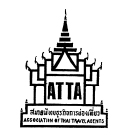 ATTA
สมาคมไทยธุรกิจการท่องเที่ยว
ASSOCIATION OF THAI TRAVEL AGENTS